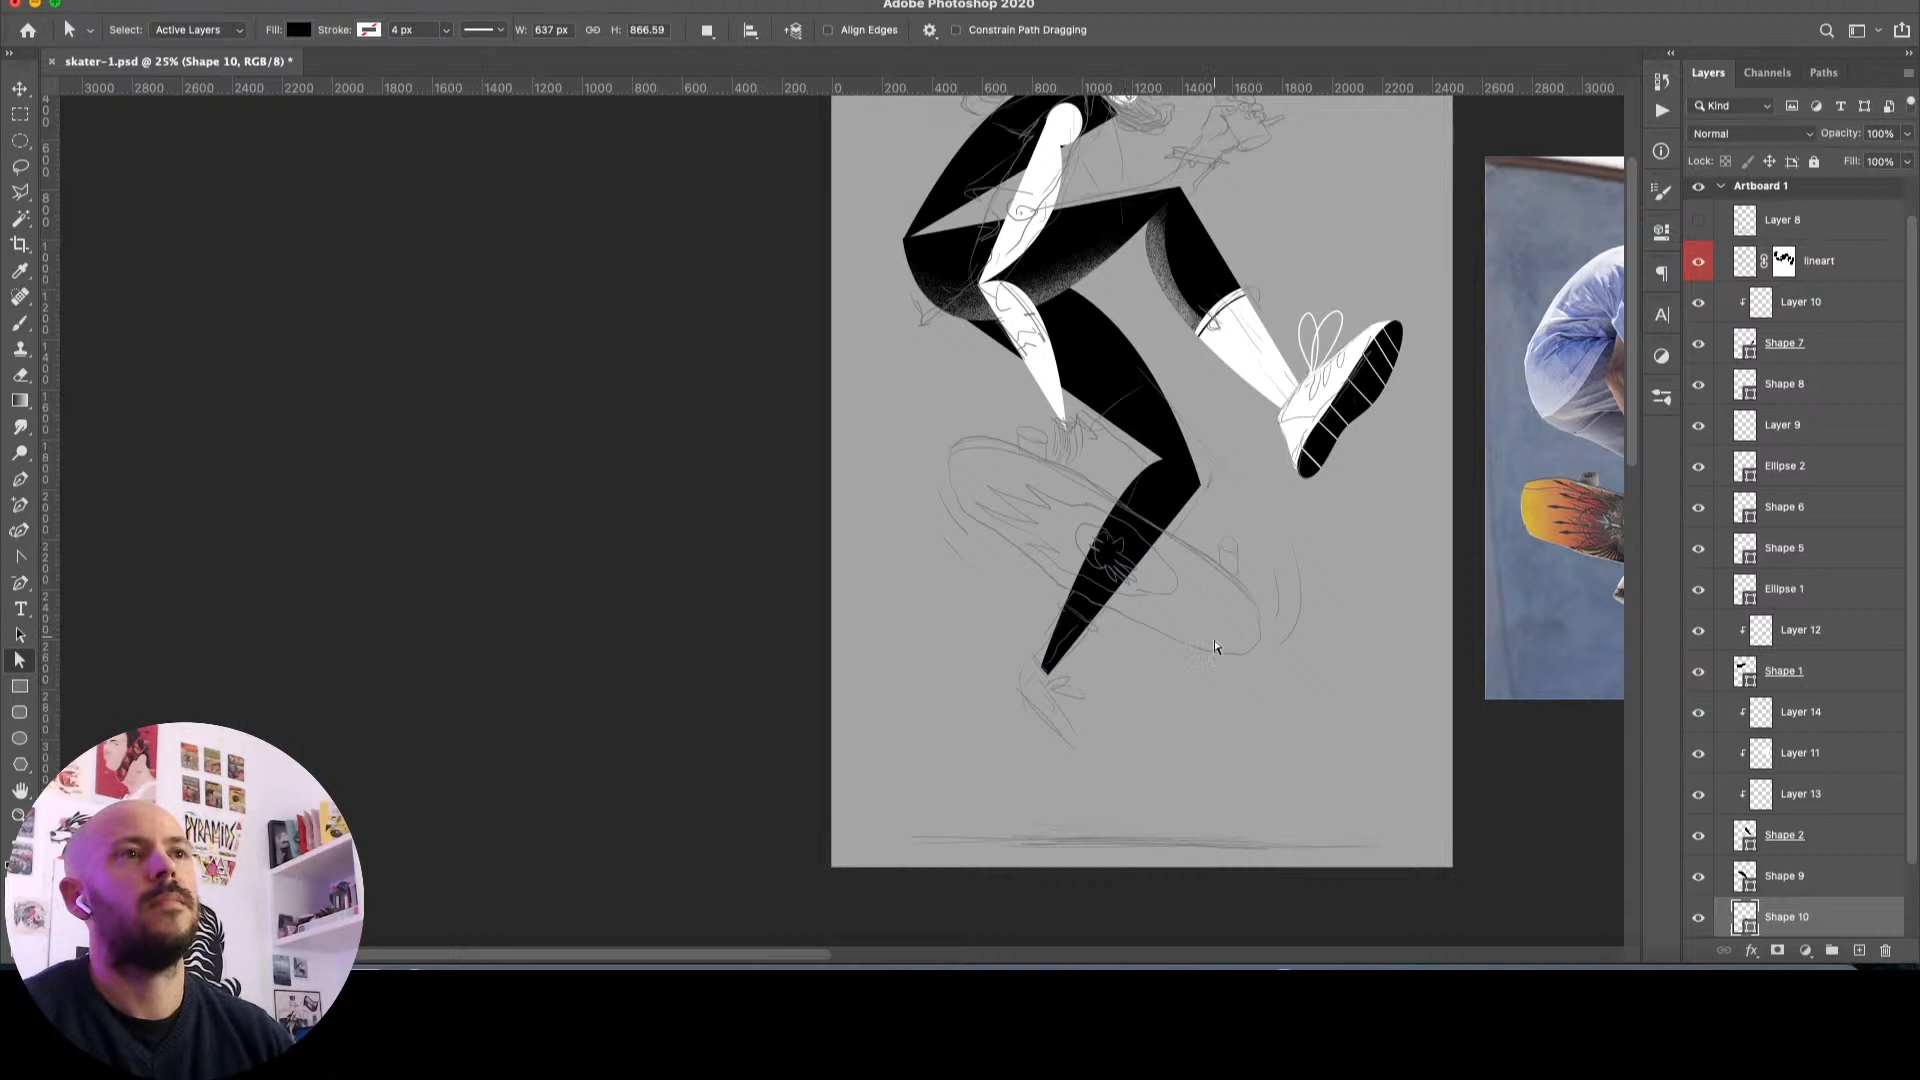 Adobe Photoshop 2020
Select: Active Layers Fill: Stroke: 4 px W: 637 px H: 866.59 Align Edges Constrain Path Dragging
skater-1.psd @ 25% (Shape 10, RGB/8) *
3000 2800 2600 2400 2200 2000 1800 1600 1400 1200 1000 800 600 400 200 0 200 400 600 800 1000 1200 1400 1600 1800 2000 2200 2400 2600 2800 3000
Layers Channels Paths
Kind
Normal Opacity: 100%
Lock: Fill: 100%
Artboard 1
Layer 8
lineart
Layer 10
Shape 7
Shape 8
Layer 9
Ellipse 2
Shape 6
Shape 5
Ellipse 1
Layer 12
Shape 1
Layer 14
Layer 11
Layer 13
Shape 2
Shape 9
Shape 10
fx
PYRAMIDS